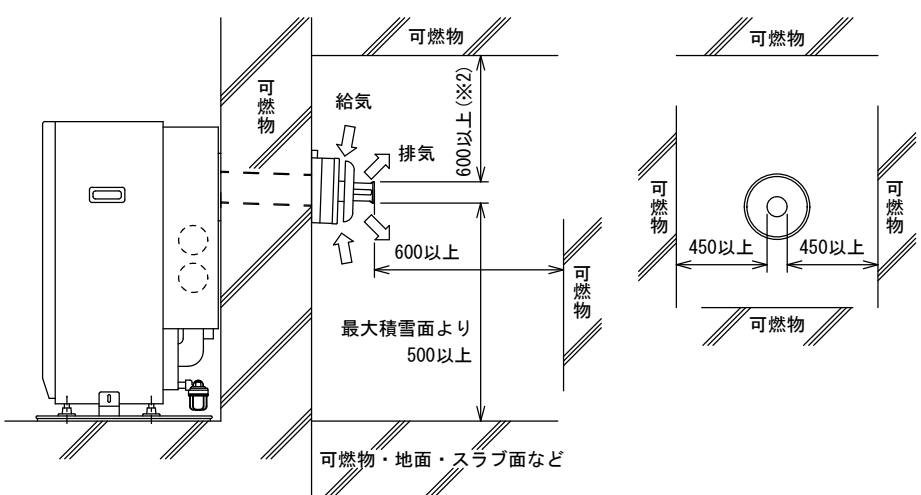 可燃物
可燃物
給気
排気
600以上(※2)
600以上
可燃物
最大積雪面より
500以上
可燃物・地面・スラブ面など
可燃物
可燃物
可燃物
450以上
450以上
可燃物